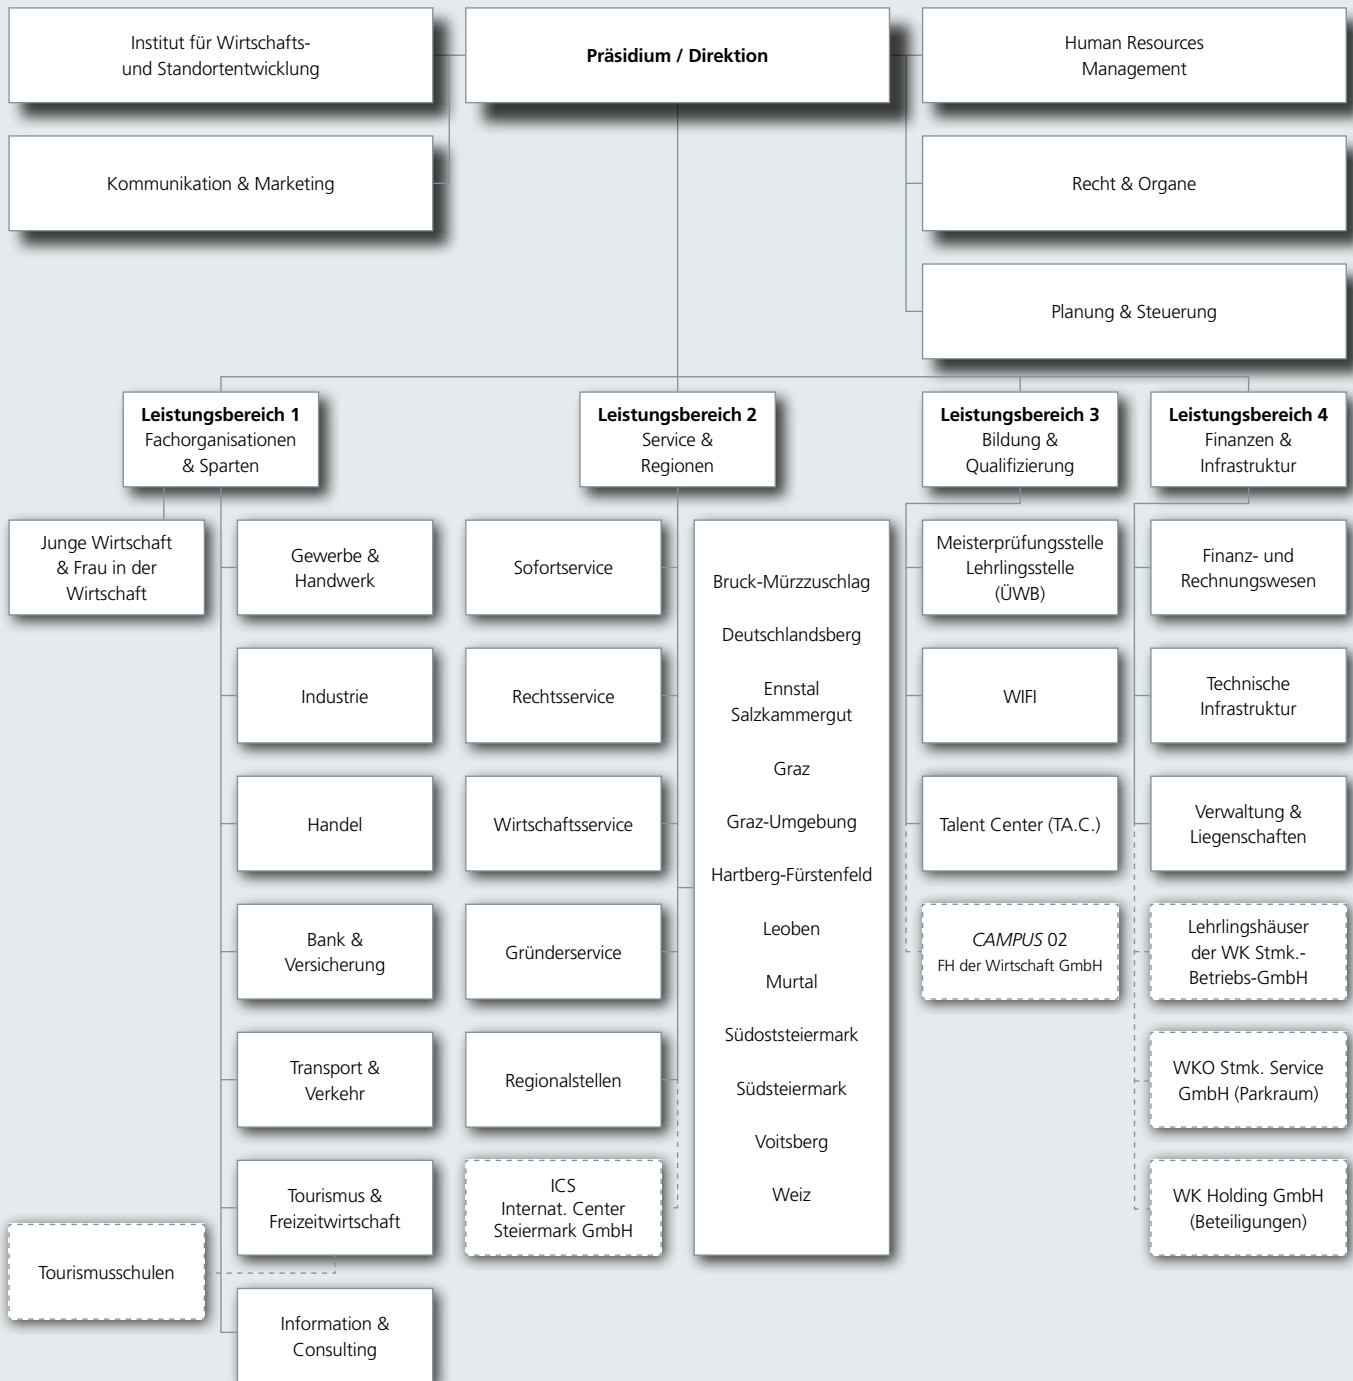 Institut für Wirtschafts-
und Standortentwicklung
Präsidium / Direktion
Human Resources
Management
Kommunikation & Marketing
Recht & Organe
Planung & Steuerung
Leistungsbereich 1
Fachorganisationen
& Sparten
Leistungsbereich 2
Service &
Regionen
Leistungsbereich 3
Bildung &
Qualifizierung
Leistungsbereich 4
Finanzen &
Infrastruktur
Junge Wirtschaft
& Frau in der
Wirtschaft
Gewerbe &
Handwerk
Industrie
Handel
Bank &
Versicherung
Transport &
Verkehr
Tourismus &
Freizeitwirtschaft
Tourismusschulen
Information &
Consulting
Sofortservice
Rechtsservice
Wirtschaftsservice
Gründerservice
Regionalstellen
ICS
Internat. Center
Steiermark GmbH
Bruck-Mürzzuschlag
Deutschlandsberg
Ennstal
Salzkammergut
Graz
Graz-Umgebung
Hartberg-Fürstenfeld
Leoben
Murtal
Südoststeiermark
Südsteiermark
Voitsberg
Weiz
Meisterprüfungsstelle
Lehrlingsstelle
(ÜWB)
WIFI
Talent Center (TA.C.)
CAMPUS 02
FH der Wirtschaft GmbH
Finanz- und
Rechnungswesen
Technische
Infrastruktur
Verwaltung &
Liegenschaften
Lehrlingshäuser
der WK Stmk.-
Betriebs-GmbH
WKO Stmk. Service
GmbH (Parkraum)
WK Holding GmbH
(Beteiligungen)